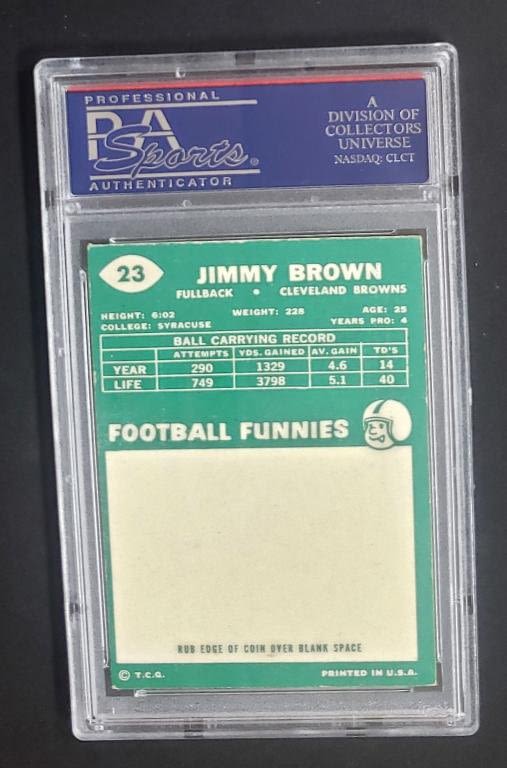 PROFESSIONAL
PSA
Sports®
AUTHENTICATOR
A
DIVISION OF
COLLECTORS
UNIVERSE
NASDAQ: CLCT
23
JIMMY BROWN
FULLBACK • CLEVELAND BROWNS
HEIGHT: 6:02 WEIGHT: 228 AGE: 25
COLLEGE: SYRACUSE YEARS PRO: 4
BALL CARRYING RECORD
ATTEMPTS YDS. GAINED AV. GAIN TD'S
YEAR 290 1329 4.6 14
LIFE 749 3798 5.1 40
FOOTBALL FUNNIES
RUB EDGE OF COIN OVER BLANK SPACE
© T.C.G. PRINTED IN U.S.A.